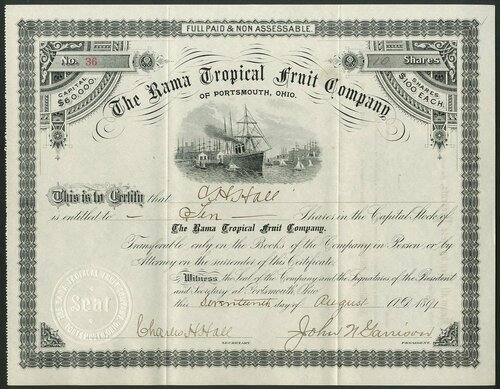 FULL PAID & NON ASSESSABLE.
No. 36
10 Shares
CAPITAL $60,000.
SHARES $100 EACH.
The Rama Tropical Fruit Company
OF PORTSMOUTH, OHIO.
This is to Certify that C H Hall
is entitled to — Ten — Shares in the Capital Stock of
The Rama Tropical Fruit Company.
Transferable only on the Books of the Company in Person or by
Attorney on the surrender of this Certificate.
Witness the Seal of the Company and the Signatures of the President
and Secretary at Portsmouth Ohio
this Seventeenth day of August 1891
Seal
Charles H Hall
SECRETARY.
John N Garrison
PRESIDENT.